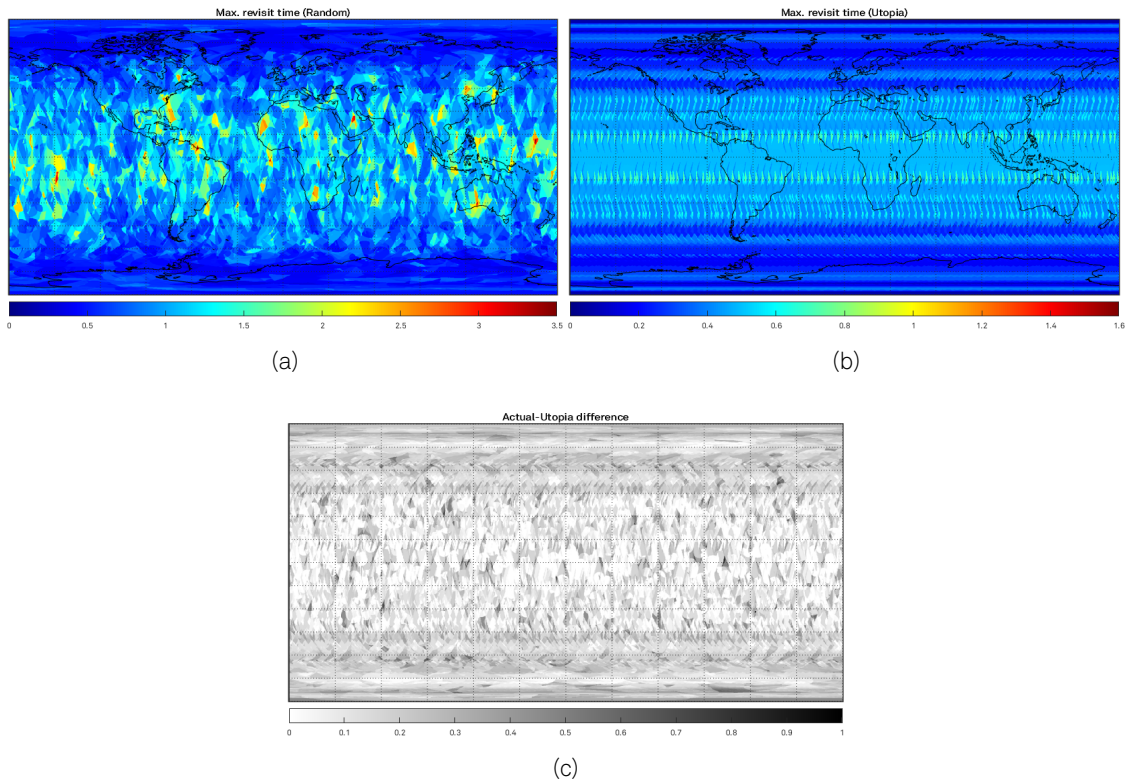 Max. revisit time (Random)
Max. revisit time (Utopia)
0 0.5 1 1.5 2 2.5 3 3.5
0 0.2 0.4 0.6 0.8 1 1.2 1.4 1.6
(a)
(b)
Actual-Utopia difference
0 0.1 0.2 0.3 0.4 0.5 0.6 0.7 0.8 0.9 1
(c)